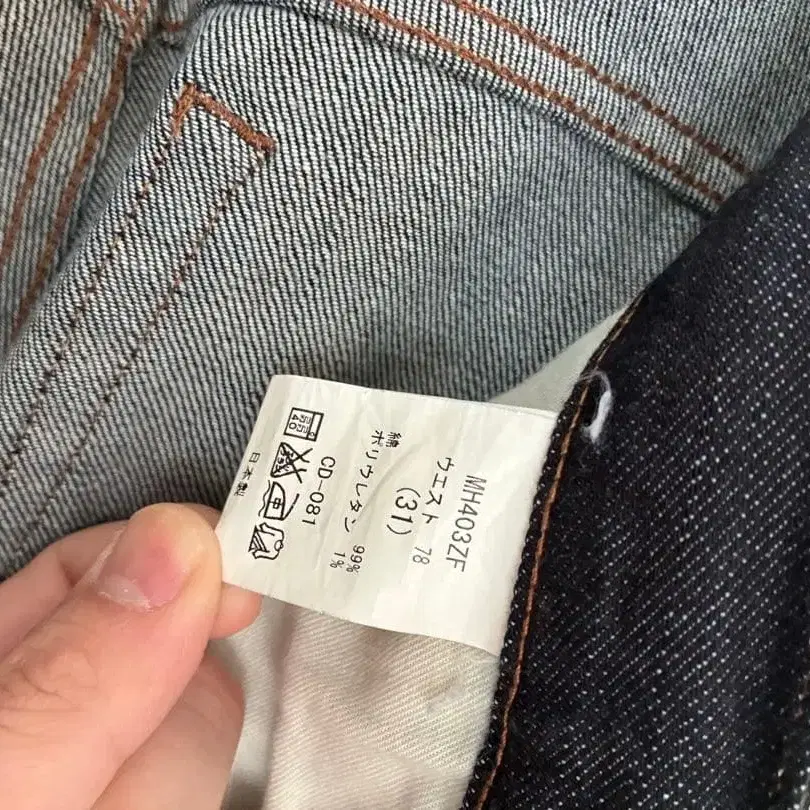 MH403ZF
ウエスト 78
(31)
綿 99%
ポリウレタン 1%
CD-081
40
日本製